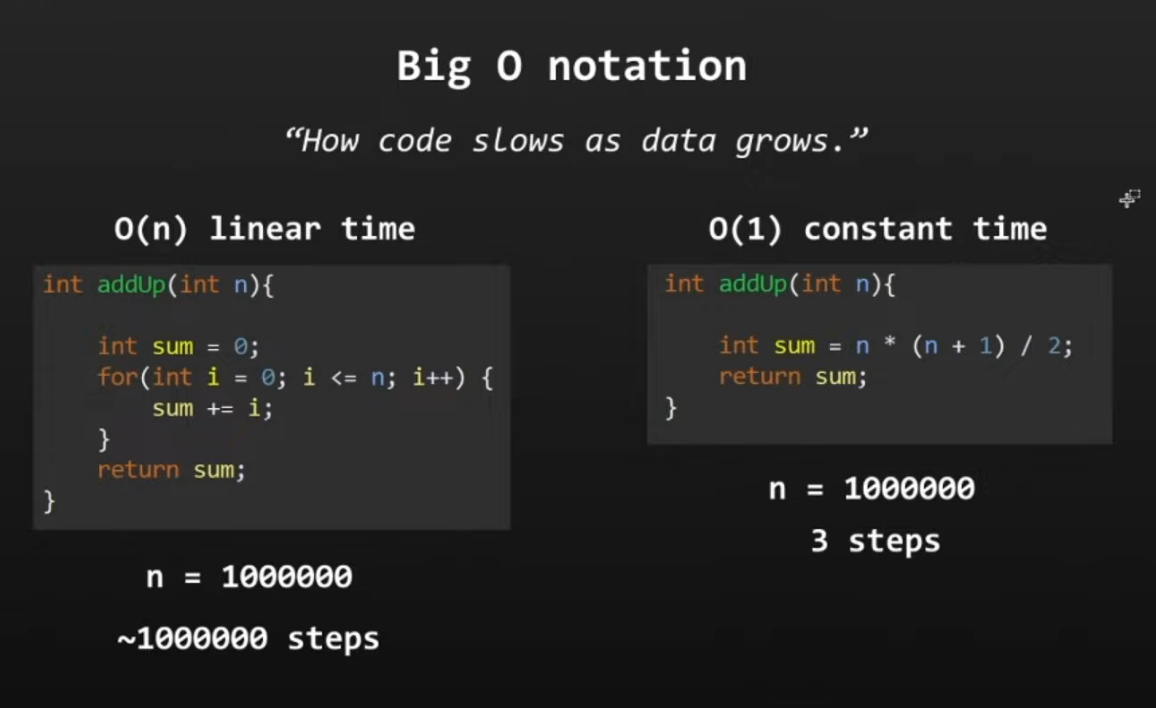 Big O notation
“How code slows as data grows.”
O(n) linear time
int addUp(int n){
int sum = 0;
for(int i = 0; i <= n; i++) {
sum += i;
}
return sum;
}
n = 1000000
~1000000 steps
O(1) constant time
int addUp(int n){
int sum = n * (n + 1) / 2;
return sum;
}
n = 1000000
3 steps